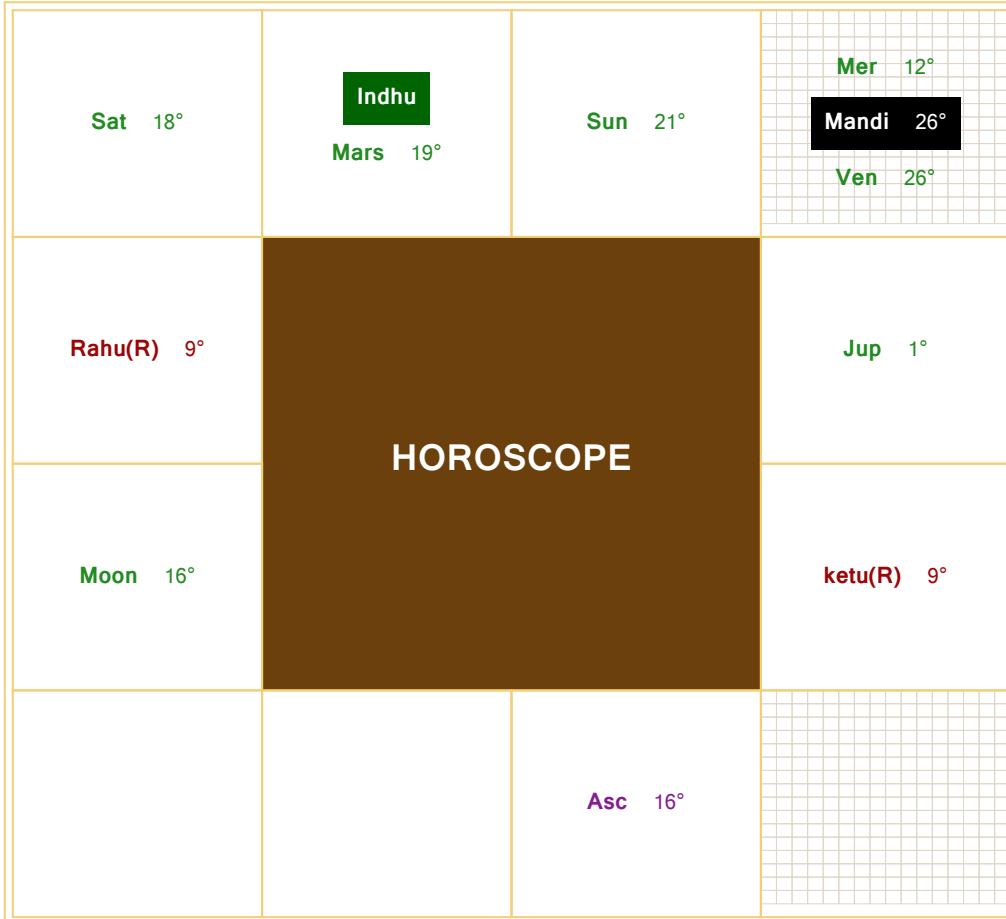 Sat 18°
Indhu
Mars 19°
Sun 21°
Mer 12°
Mandi 26°
Ven 26°
Rahu(R) 9°
Jup 1°
HOROSCOPE
Moon 16°
ketu(R) 9°
Asc 16°